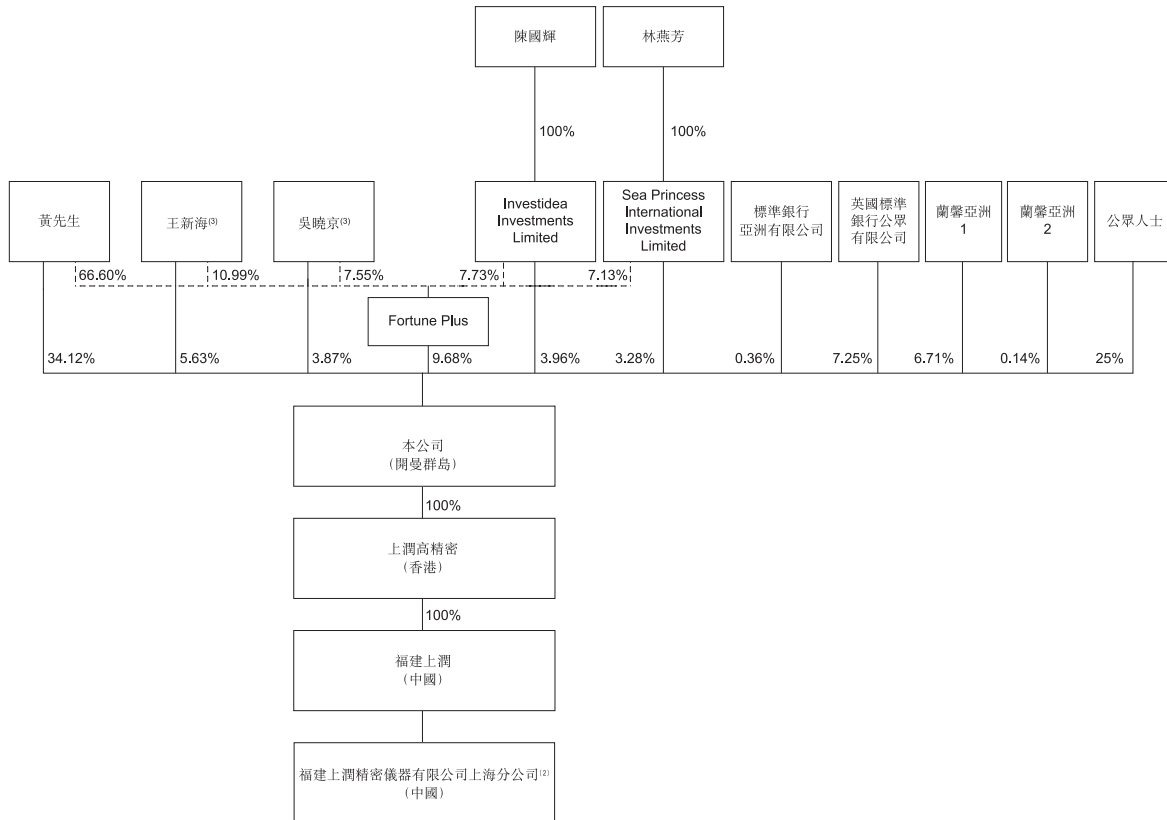 陳國輝
林燕芳
100%
100%
黃先生
王新海(3)
吳曉京(3)
Investidea
Investments
Limited
Sea Princess
International
Investments
Limited
標準銀行
亞洲有限公司
英國標準
銀行公眾
有限公司
蘭馨亞洲
1
蘭馨亞洲
2
公眾人士
66.60%
10.99%
7.55%
7.73%
7.13%
Fortune Plus
34.12%
5.63%
3.87%
9.68%
3.96%
3.28%
0.36%
7.25%
6.71%
0.14%
25%
本公司
(開曼群島)
100%
上潤高精密
(香港)
100%
福建上潤
(中國)
福建上潤精密儀器有限公司上海分公司(2)
(中國)